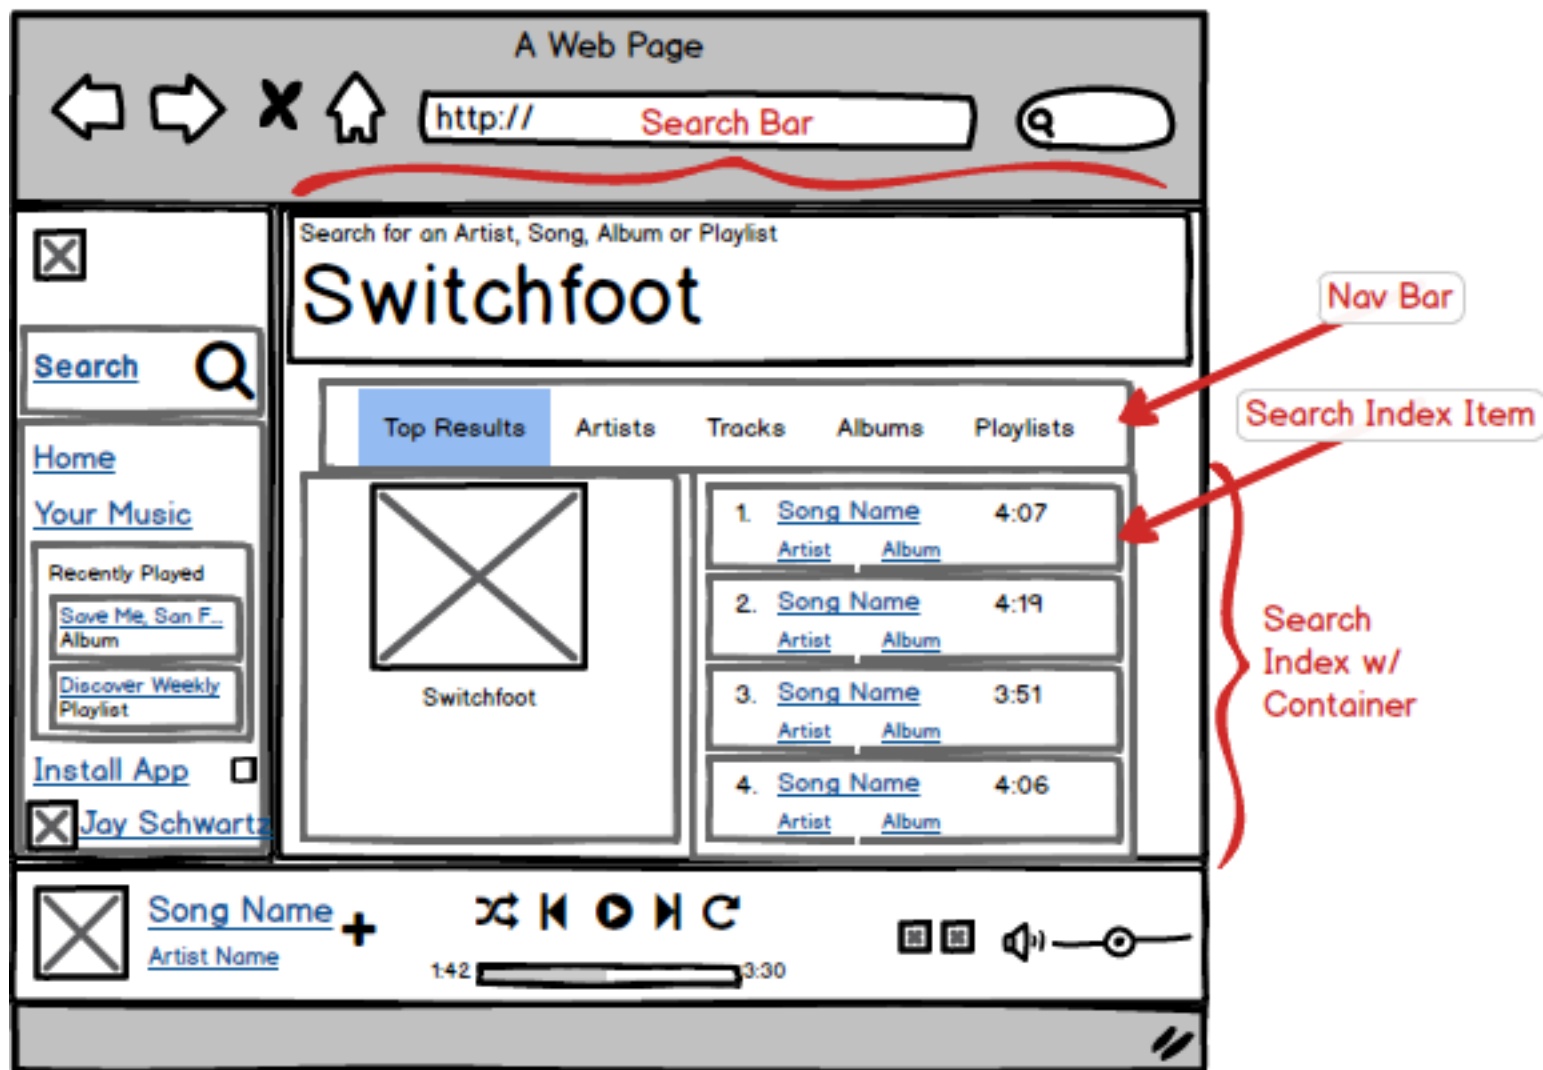 A Web Page
http://
Search Bar
Search for an Artist, Song, Album or Playlist
Switchfoot
Nav Bar
Search
Search Index Item
Top Results Artists Tracks Albums Playlists
Home
Your Music
Recently Played
Save Me, San F...
Album
Discover Weekly
Playlist
Install App
Jay Schwartz
Switchfoot
1. Song Name 4:07
Artist Album
2. Song Name 4:19
Artist Album
3. Song Name 3:51
Artist Album
4. Song Name 4:06
Artist Album
Search
Index w/
Container
Song Name
Artist Name
1:42 3:30